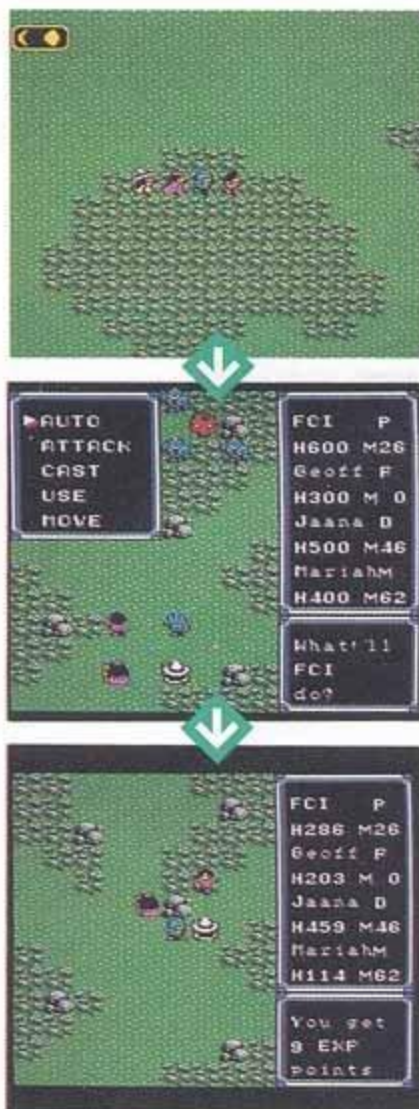 AUTO
ATTACK
CAST
USE
MOVE
FCI P
H600 M26
Geoff F
H300 M 0
Jaana D
H500 M46
MariahM
H400 M62
What'll
FCI
do?
FCI P
H286 M26
Geoff F
H203 M 0
Jaana D
H459 M46
MariahM
H114 M62
You get
9 EXP
points